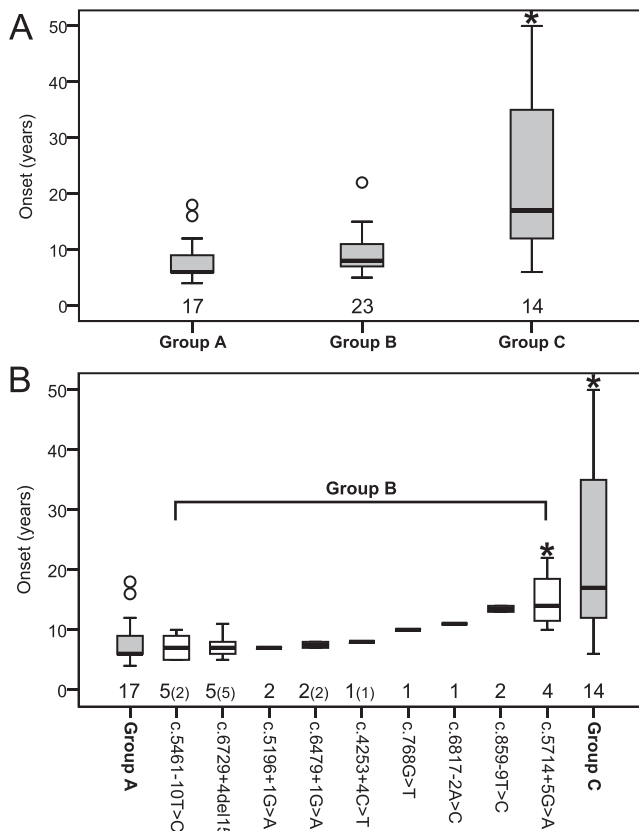 A
Onset (years)
50
40
30
20
10
0
*
17 23 14
Group A Group B Group C
B
Onset (years)
50
40
30
20
10
0
Group B
*
*
17 5(2) 5(5) 2 2(2) 1(1) 1 1 2 4 14
Group A
c.5461-10T>C
c.6729+4del15
c.5196+1G>A
c.6479+1G>A
c.4253+4C>T
c.768G>T
c.6817-2A>C
c.859-9T>C
c.5714+5G>A
Group C